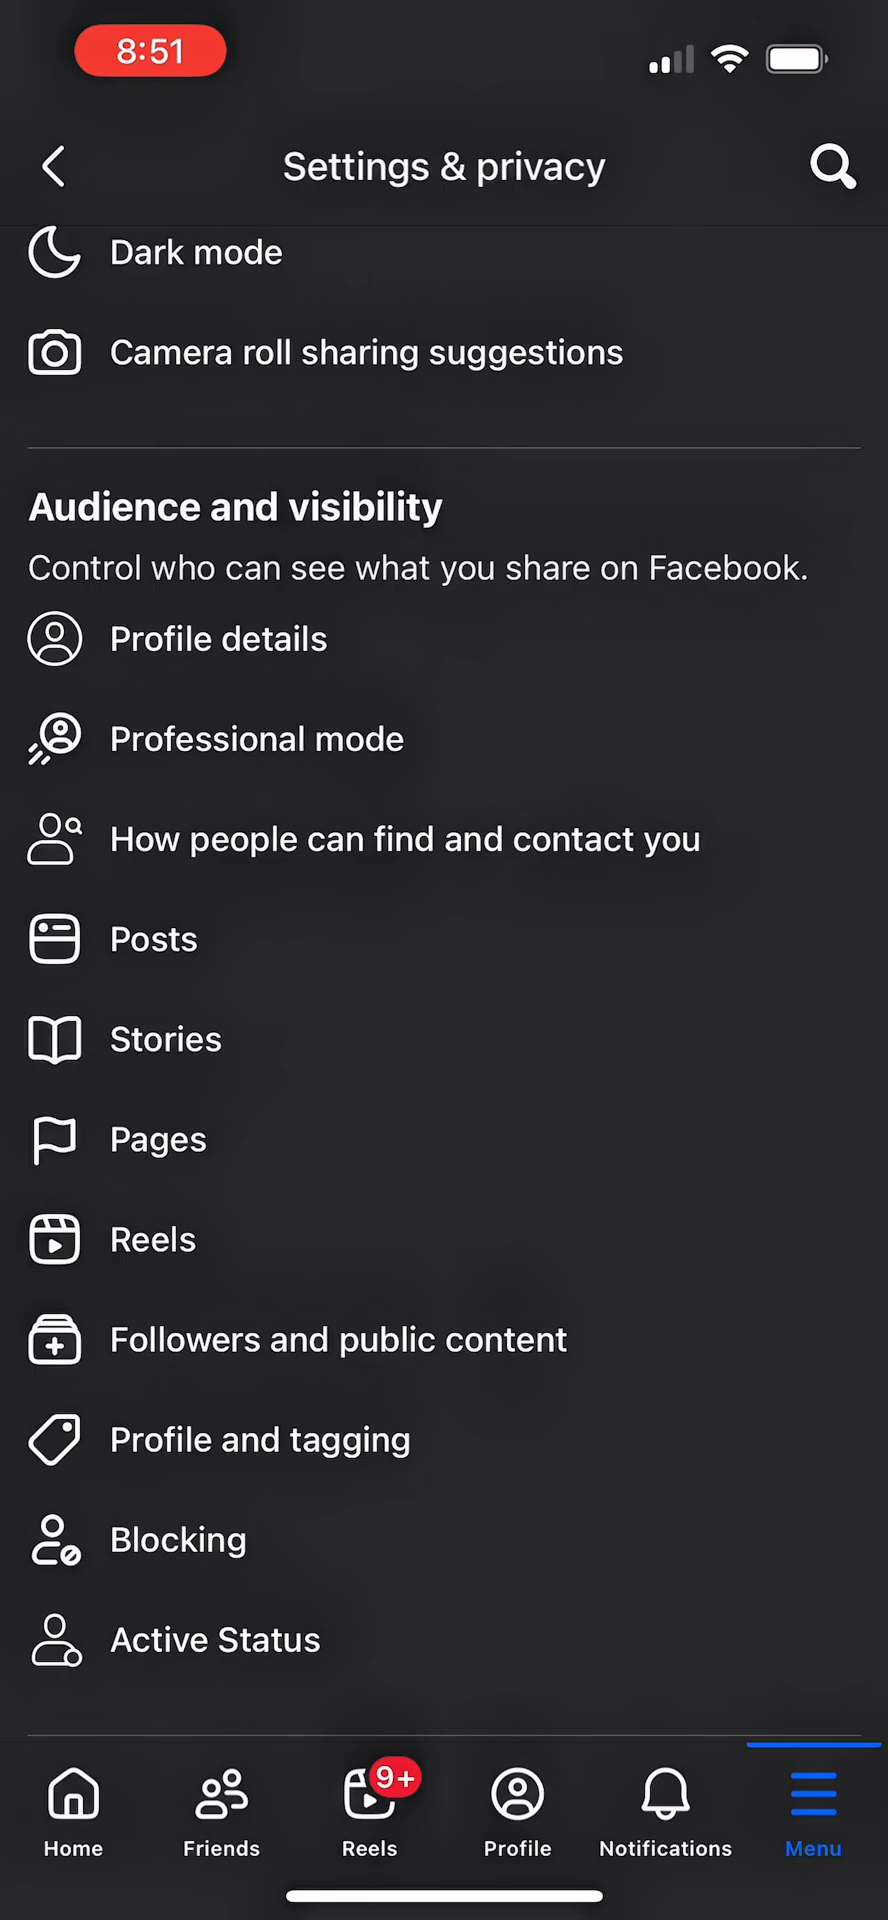 8:51
Settings & privacy
Dark mode
Camera roll sharing suggestions
Audience and visibility
Control who can see what you share on Facebook.
Profile details
Professional mode
How people can find and contact you
Posts
Stories
Pages
Reels
Followers and public content
Profile and tagging
Blocking
Active Status
9+
Home Friends Reels Profile Notifications Menu